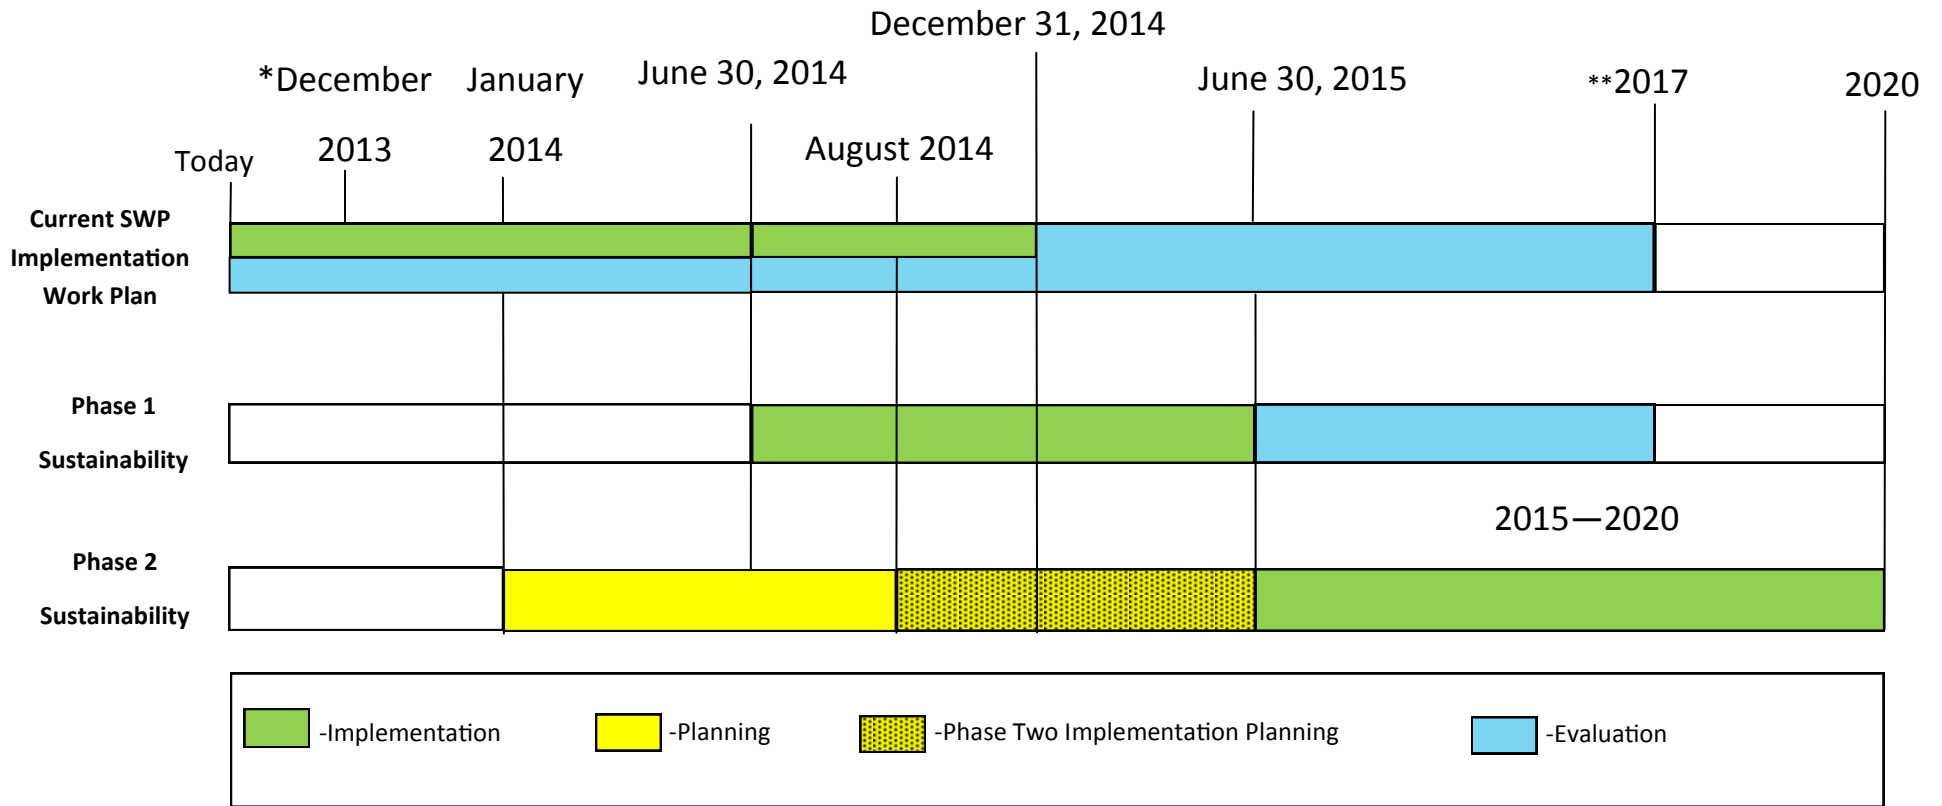 December 31, 2014
*December January June 30, 2014 June 30, 2015 **2017 2020
Today 2013 2014 August 2014
Current SWP
Implementation
Work Plan
Phase 1
Sustainability
2015—2020
Phase 2
Sustainability
-Implementation -Planning -Phase Two Implementation Planning -Evaluation